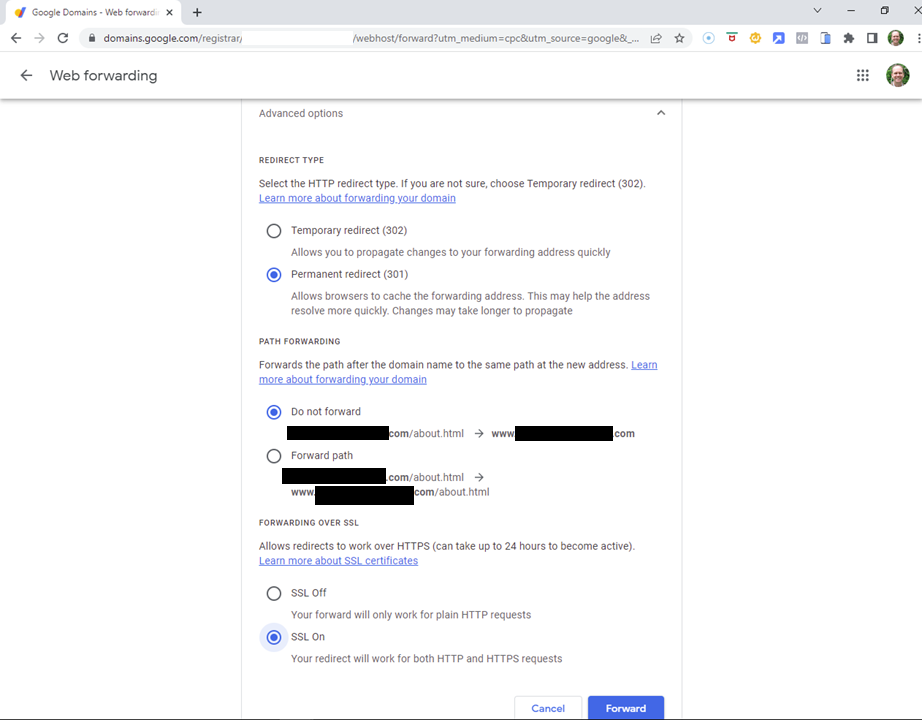 Google Domains - Web forwardin
domains.google.com/registrar/ /webhost/forward?utm_medium=cpc&utm_source=google&_...
Web forwarding
Advanced options
REDIRECT TYPE
Select the HTTP redirect type. If you are not sure, choose Temporary redirect (302).
Learn more about forwarding your domain
Temporary redirect (302)
Allows you to propagate changes to your forwarding address quickly
Permanent redirect (301)
Allows browsers to cache the forwarding address. This may help the address
resolve more quickly. Changes may take longer to propagate
PATH FORWARDING
Forwards the path after the domain name to the same path at the new address. Learn
more about forwarding your domain
Do not forward
com/about.html → www. .com
Forward path
.com/about.html →
www. com/about.html
FORWARDING OVER SSL
Allows redirects to work over HTTPS (can take up to 24 hours to become active).
Learn more about SSL certificates
SSL Off
Your forward will only work for plain HTTP requests
SSL On
Your redirect will work for both HTTP and HTTPS requests
Cancel Forward